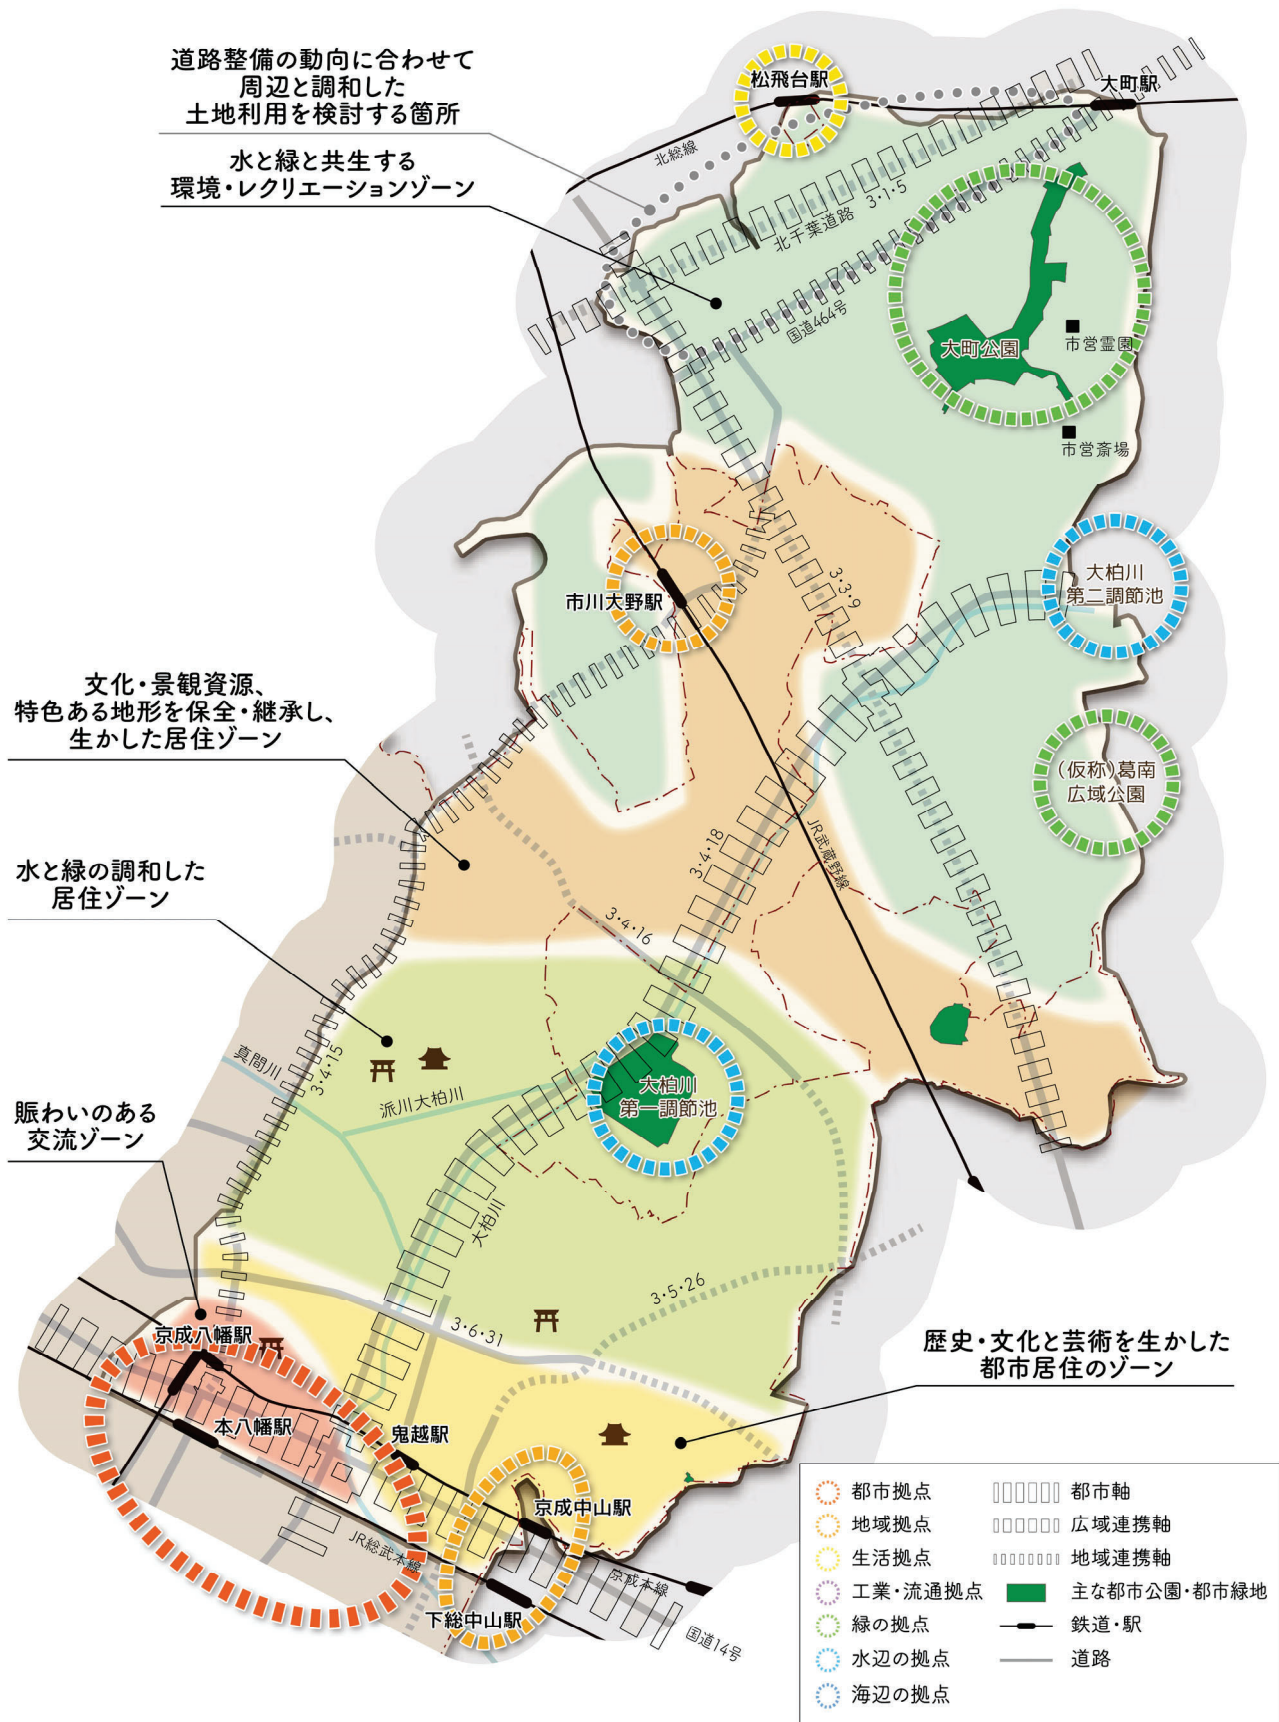 道路整備の動向に合わせて
周辺と調和した
土地利用を検討する箇所
水と緑と共生する
環境・レクリエーションゾーン
松飛台駅
大町駅
北総線
北千葉道路 3・1・5
国道464号
大町公園
市営霊園
市営斎場
市川大野駅
3・3・9
大柏川
第二調節池
(仮称)葛南
広域公園
文化・景観資源、
特色ある地形を保全・継承し、
生かした居住ゾーン
水と緑の調和した
居住ゾーン
3・4・18
JR武蔵野線
3・4・16
真間川
3・4・15
派川大柏川
大柏川
第一調節池
賑わいのある
交流ゾーン
大柏川
3・5・26
3・6・31
京成八幡駅
本八幡駅
鬼越駅
京成中山駅
下総中山駅
JR総武本線
京成本線
国道14号
歴史・文化と芸術を生かした
都市居住のゾーン
都市拠点
地域拠点
生活拠点
工業・流通拠点
緑の拠点
水辺の拠点
海辺の拠点
都市軸
広域連携軸
地域連携軸
主な都市公園・都市緑地
鉄道・駅
道路